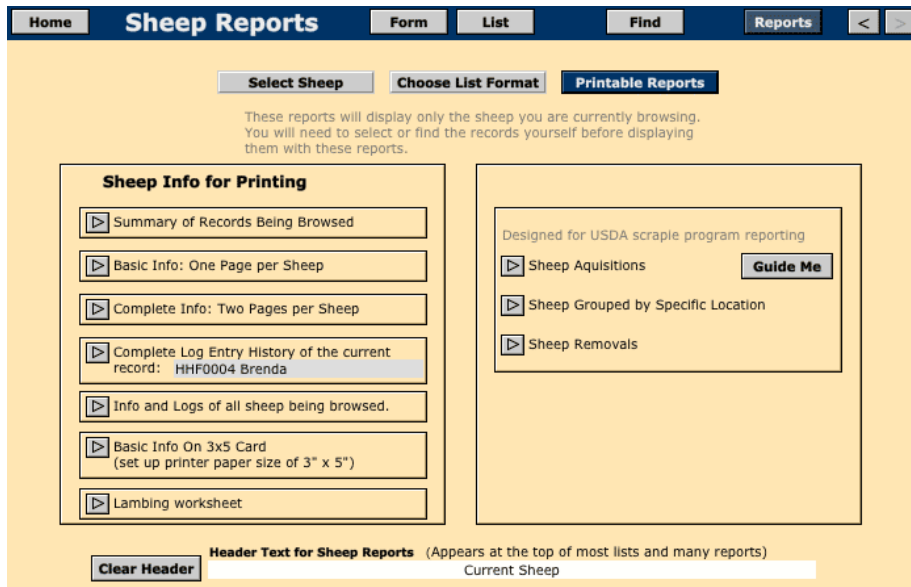 Home Sheep Reports Form List Find Reports < >
Select Sheep Choose List Format Printable Reports
These reports will display only the sheep you are currently browsing.
You will need to select or find the records yourself before displaying
them with these reports.
Sheep Info for Printing
Summary of Records Being Browsed
Basic Info: One Page per Sheep
Complete Info: Two Pages per Sheep
Complete Log Entry History of the current
record: HHF0004 Brenda
Info and Logs of all sheep being browsed.
Basic Info On 3x5 Card
(set up printer paper size of 3" x 5")
Lambing worksheet
Designed for USDA scraple program reporting
Sheep Aquisitions Guide Me
Sheep Grouped by Specific Location
Sheep Removals
Header Text for Sheep Reports (Appears at the top of most lists and many reports)
Clear Header Current Sheep